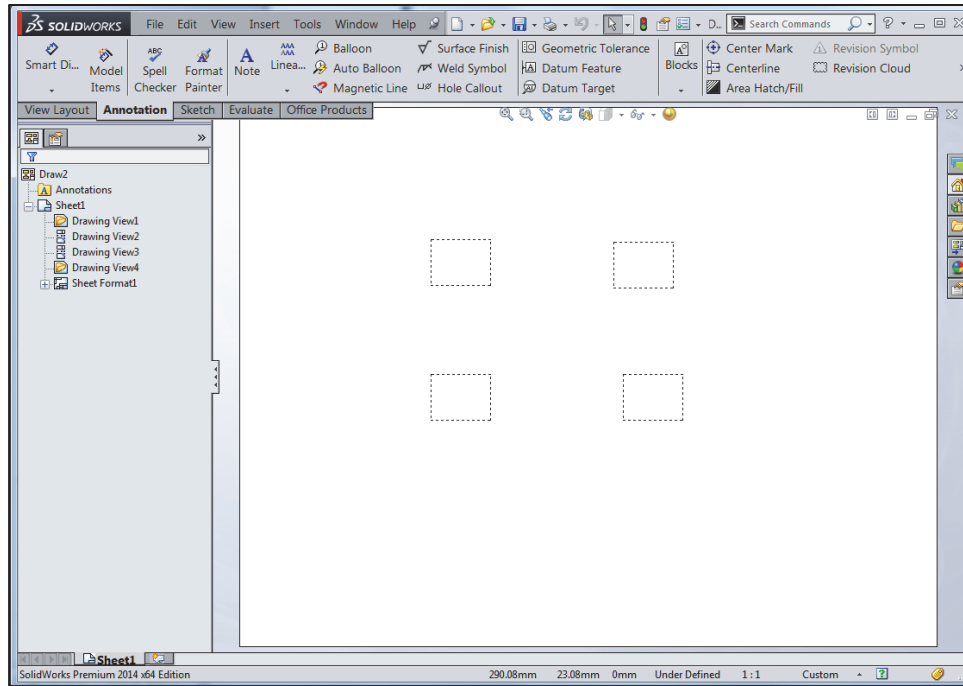 SOLIDWORKS File Edit View Insert Tools Window Help D.. Search Commands
Smart Di... Model Items ABC Spell Checker Format Painter A Note Linea... Balloon Surface Finish Geometric Tolerance Blocks Center Mark Revision Symbol
Auto Balloon Weld Symbol Datum Feature Centerline Revision Cloud
Magnetic Line Hole Callout Datum Target Area Hatch/Fill
View Layout Annotation Sketch Evaluate Office Products
Draw2
A Annotations
Sheet1
Drawing View1
Drawing View2
Drawing View3
Drawing View4
Sheet Format1
Sheet1
SolidWorks Premium 2014 x64 Edition 290.08mm 23.08mm 0mm Under Defined 1 : 1 Custom